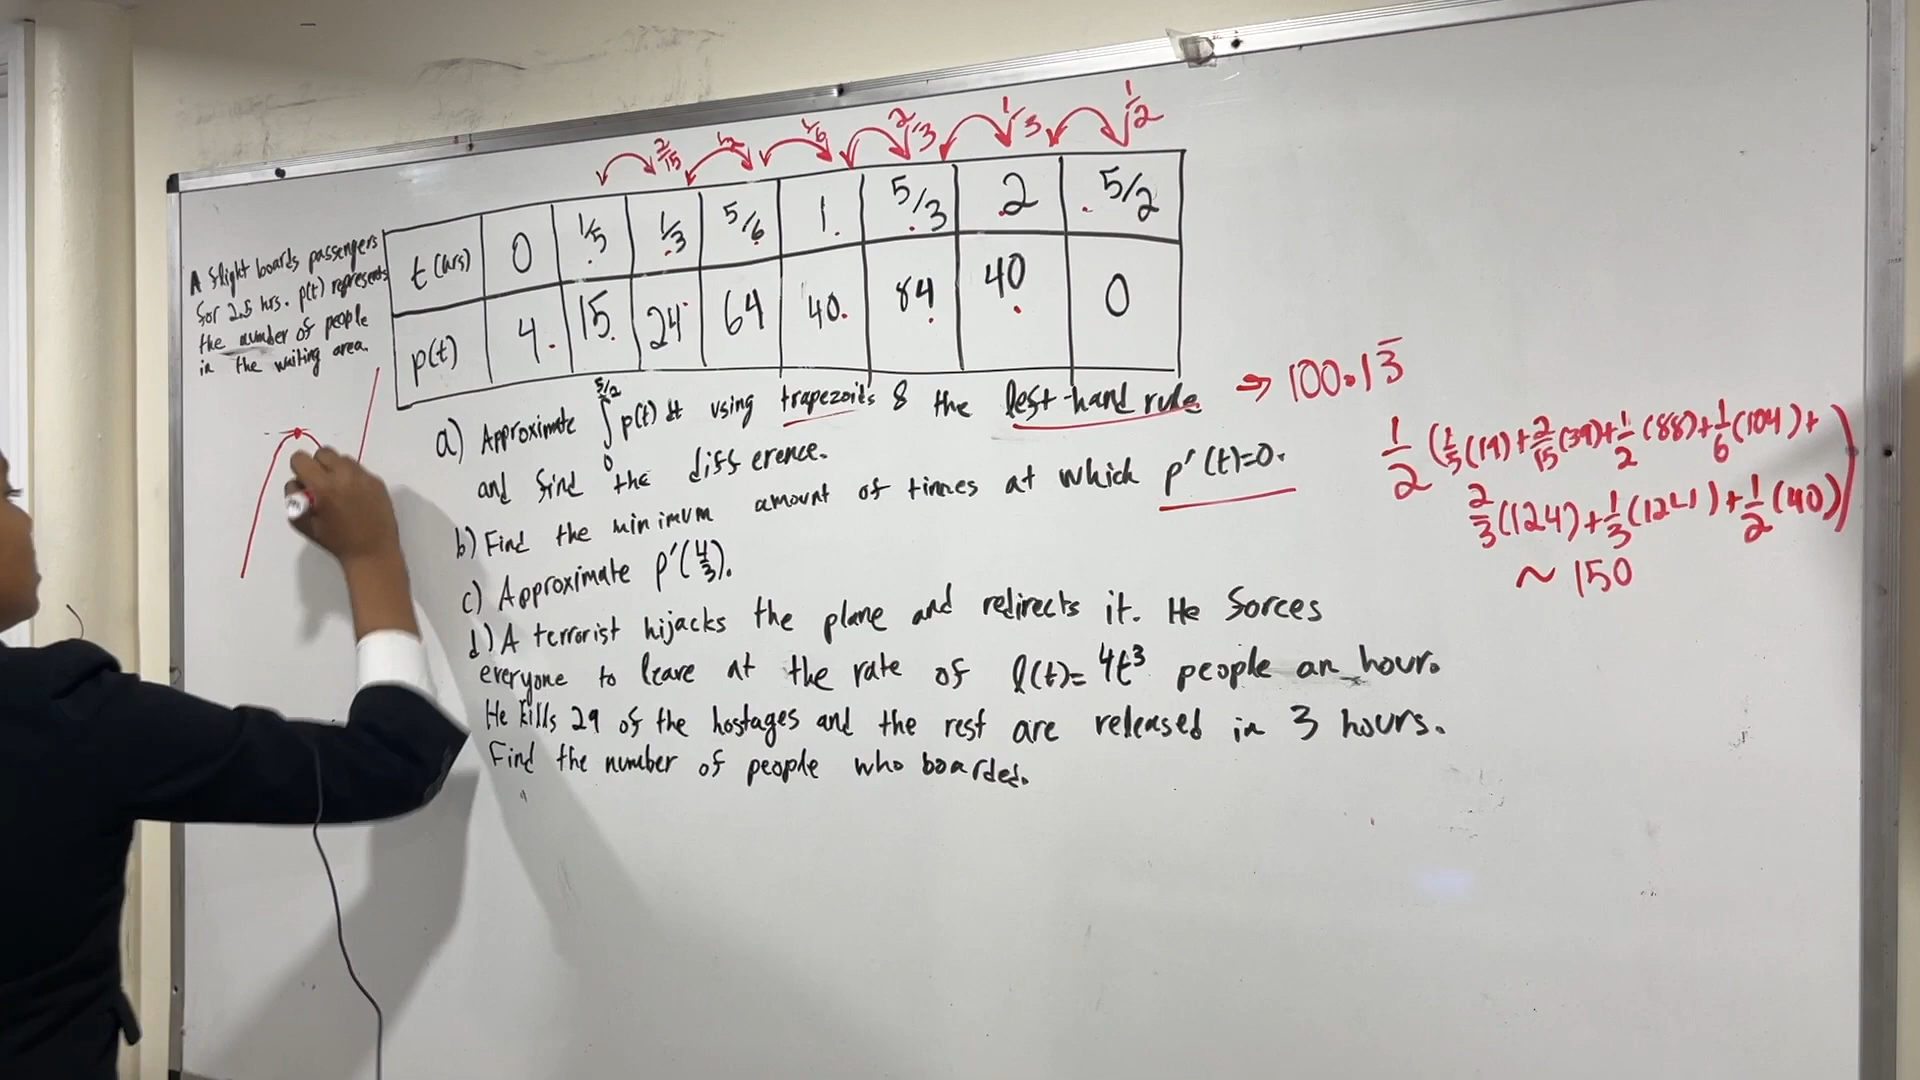 2/15 1/2 1/6 2/3 1/3 1/2
A flight boards passengers
for 2.5 hrs. p(t) represents
the number of people
in the waiting area.
t(hrs) 0 1/5 1/3 5/6 1 5/3 2 5/2
p(t) 4 15 24 64 40 84 40 0
a) Approximate ∫₀^{5/2} p(t) dt using trapezoids & the left-hand rule → 100.13̅
and find the difference.
b) Find the minimum amount of times at which p'(t)=0.
c) Approximate p'(4/3).
d) A terrorist hijacks the plane and redirects it. He forces
everyone to leave at the rate of l(t)= 4t³ people an hour.
He kills 29 of the hostages and the rest are released in 3 hours.
Find the number of people who boarded.
1/2 (1/5(19)+2/15(39)+1/2(88)+1/6(104)+
2/3(124)+1/3(124)+1/2(40))
~ 150